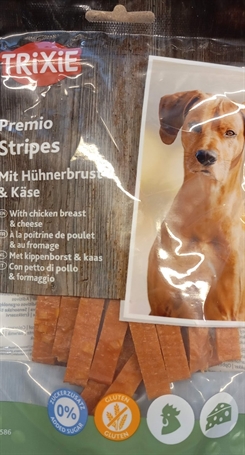 TRIXIE
Premio
Stripes
Mit Hühnerbrust
& Käse
With chicken breast
& cheese
À la poitrine de poulet
& au fromage
Met kippenborst & kaas
Con petto di pollo
& formaggio
ZUCKERZUSATZ
0%
ADDED SUGAR
GLUTEN
GLUTEN
586